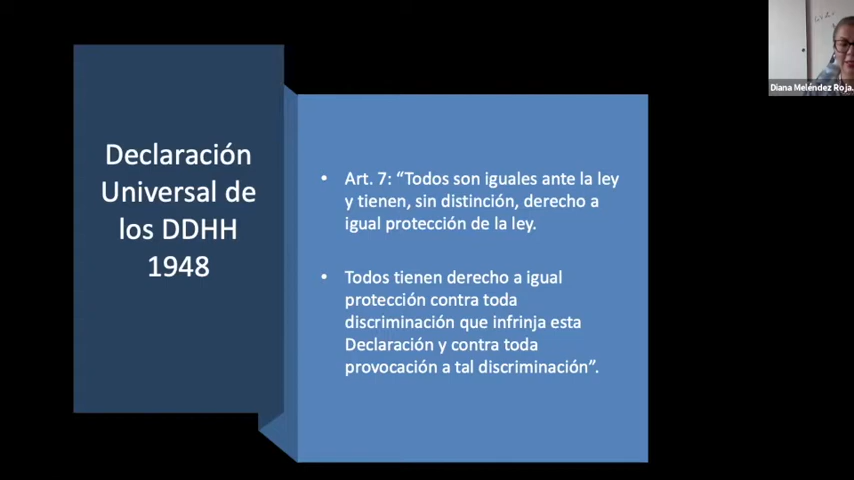 Declaración
Universal de
los DDHH
1948
• Art. 7: “Todos son iguales ante la ley
y tienen, sin distinción, derecho a
igual protección de la ley.
• Todos tienen derecho a igual
protección contra toda
discriminación que infrinja esta
Declaración y contra toda
provocación a tal discriminación”.
Diana Meléndez Roja.